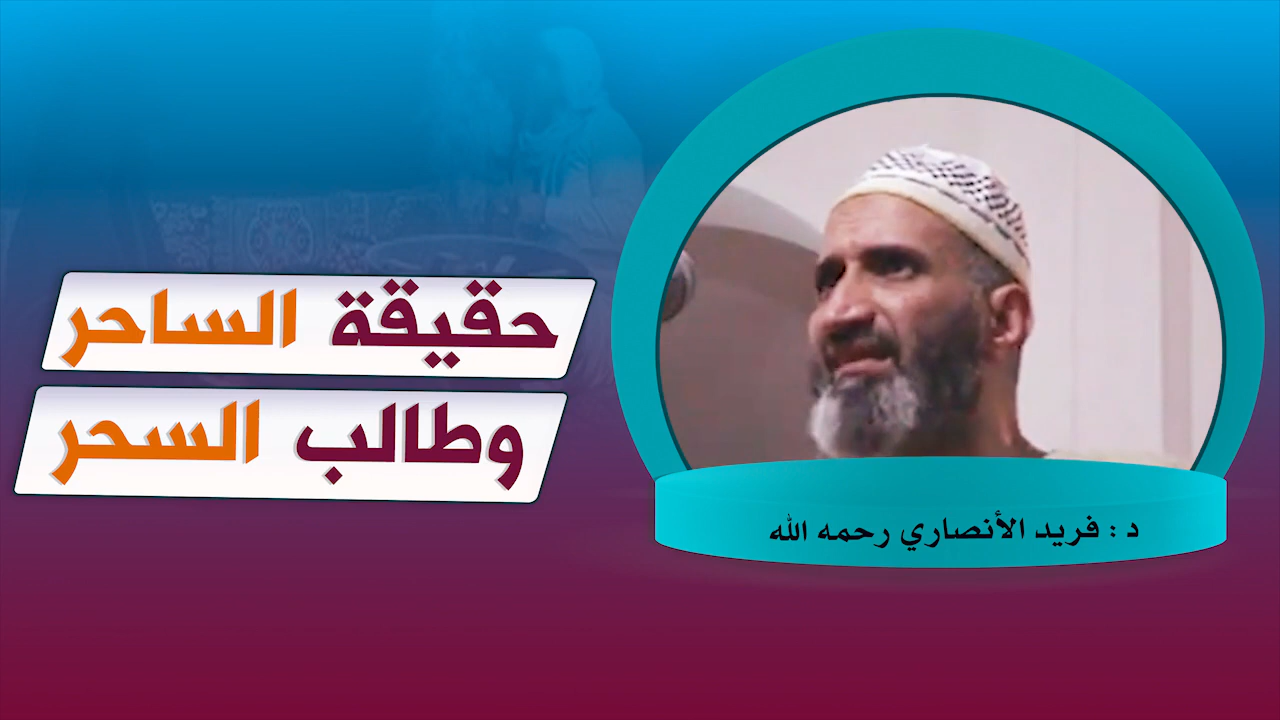 حقيقة الساحر
وطالب السحر
د : فريد الأنصاري رحمه الله